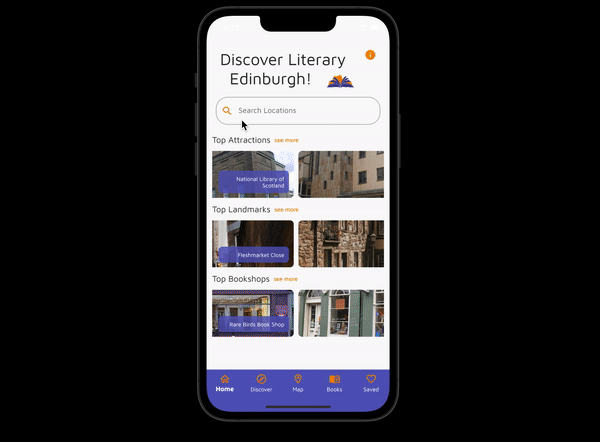 Discover Literary
Edinburgh!
Search Locations
Top Attractions see more
National Library of
Scotland
Top Landmarks see more
Fleshmarket Close
Top Bookshops see more
Rare Birds Book Shop
Home Discover Map Books Saved